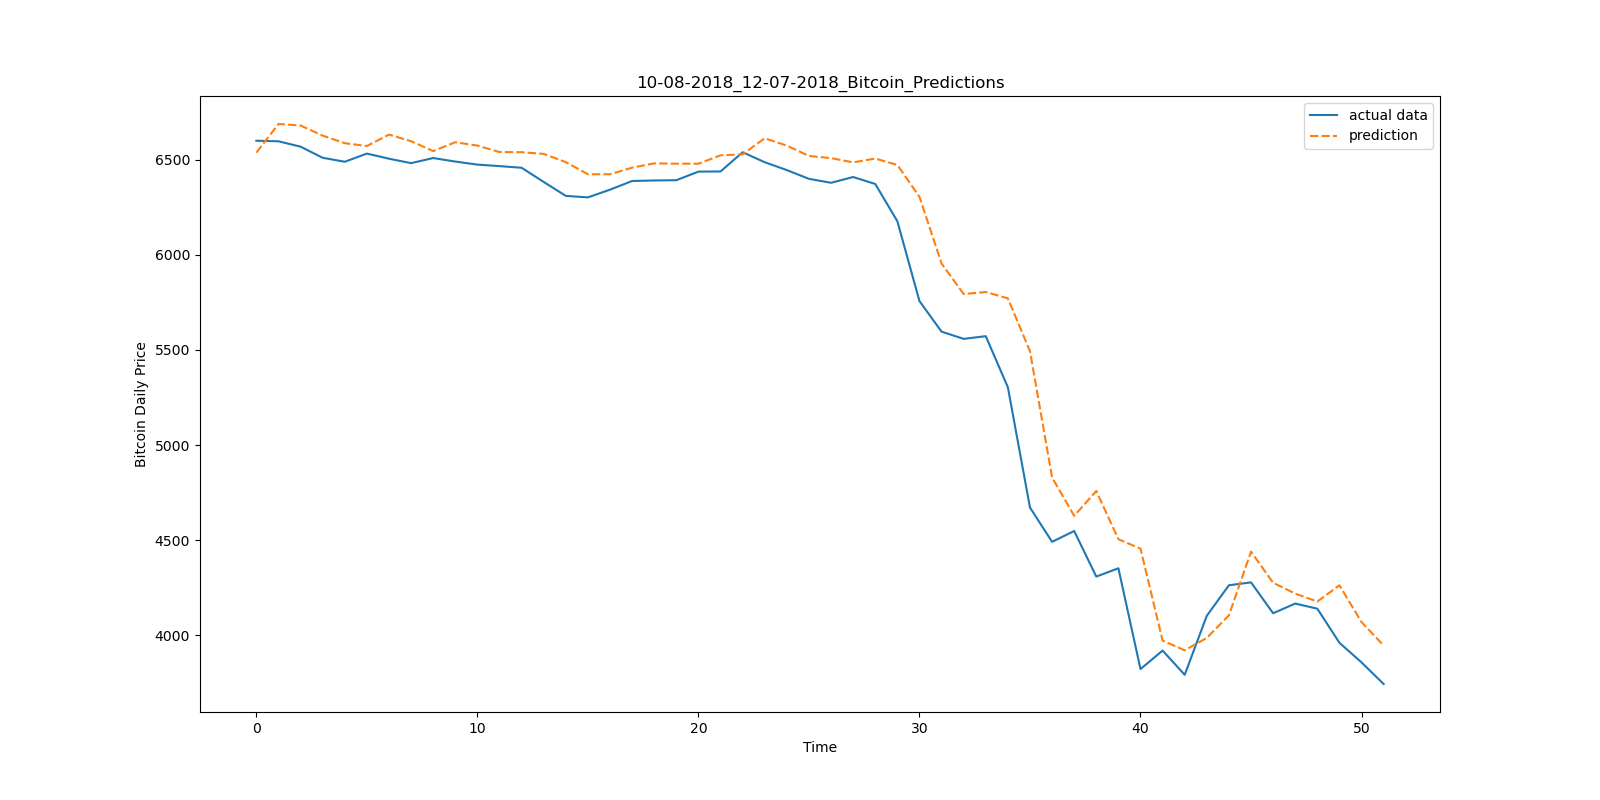 10-08-2018_12-07-2018_Bitcoin_Predictions
actual data
prediction
Bitcoin Daily Price
6500
6000
5500
5000
4500
4000
0 10 20 30 40 50
Time